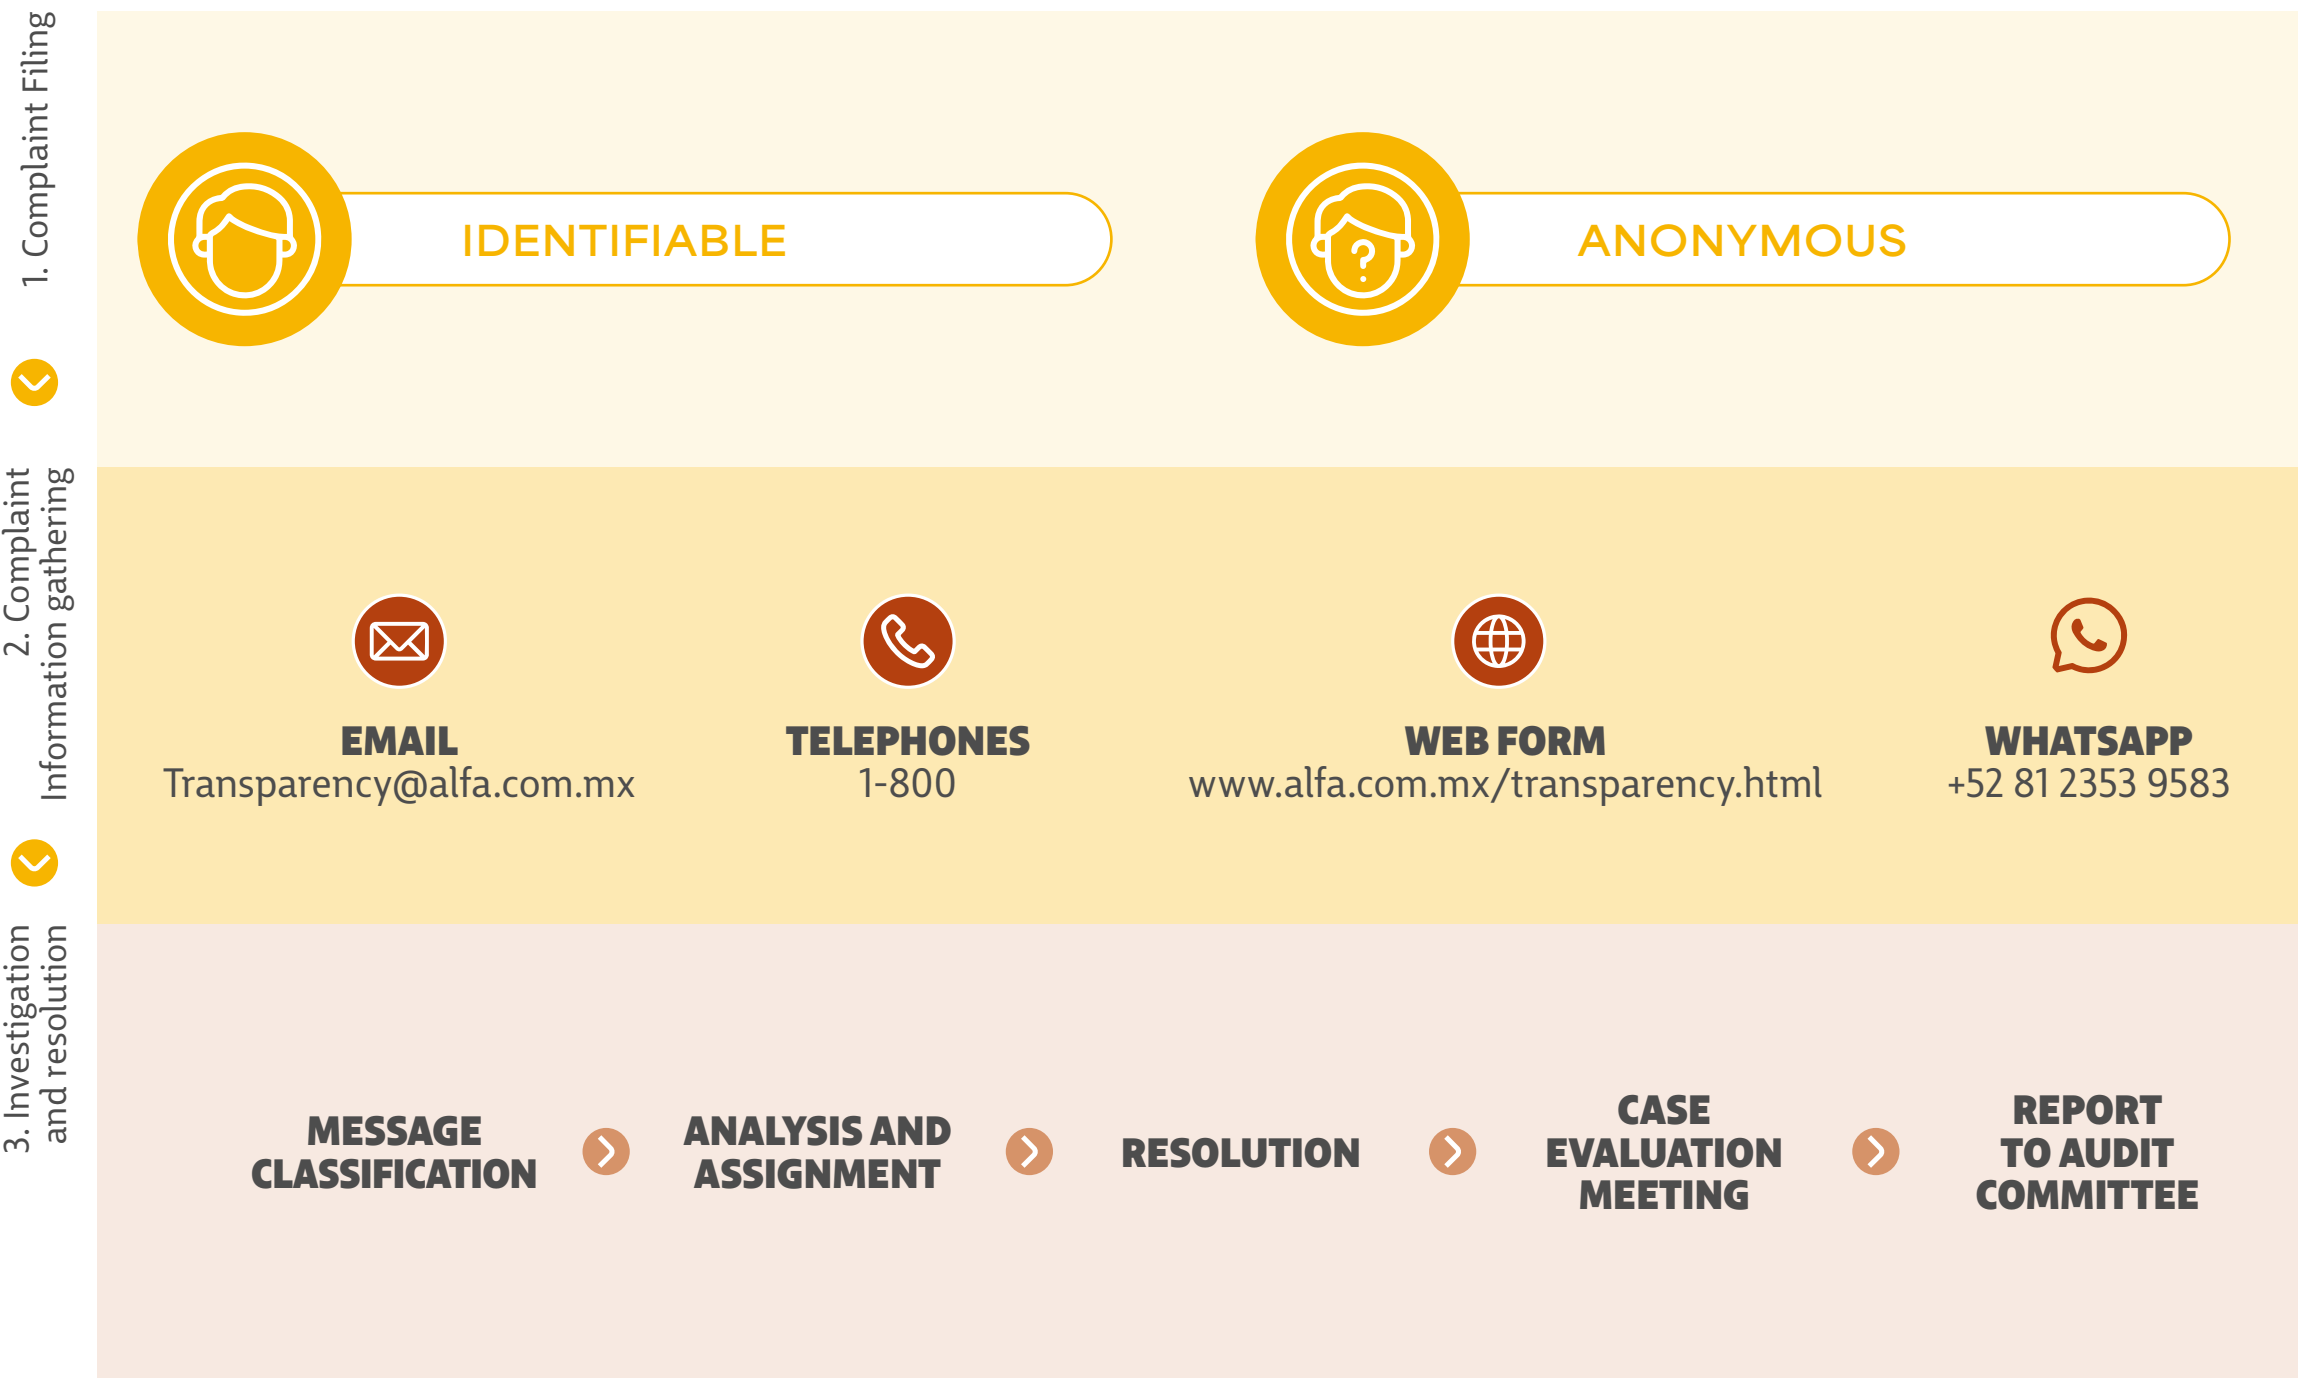 1. Complaint Filing
IDENTIFIABLE
ANONYMOUS
2. Complaint
Information gathering
EMAIL
Transparency@alfa.com.mx
TELEPHONES
1-800
WEB FORM
www.alfa.com.mx/transparency.html
WHATSAPP
+52 81 2353 9583
3. Investigation
and resolution
MESSAGE
CLASSIFICATION
ANALYSIS AND
ASSIGNMENT
RESOLUTION
CASE
EVALUATION
MEETING
REPORT
TO AUDIT
COMMITTEE